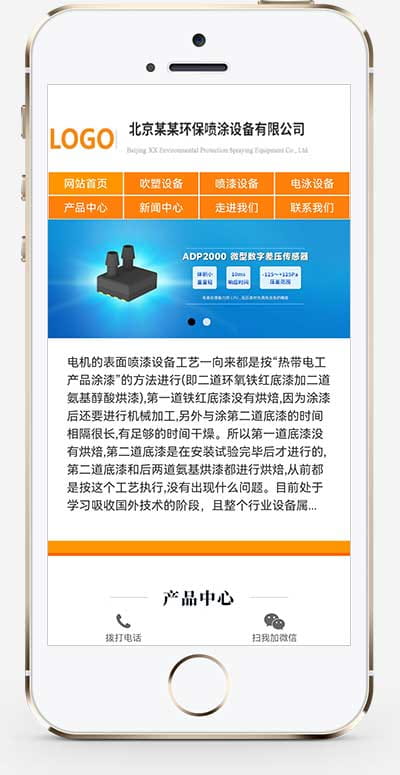 LOGO
北京某某环保喷涂设备有限公司
Beijing XX Environmental Protection Spraying Equipment Co., Ltd.
网站首页 吹塑设备 喷漆设备 电泳设备
产品中心 新闻中心 走进我们 联系我们
ADP2000 微型数字差压传感器
体积小 10ms -125~+125Pa
重量轻 响应时间 压差范围
电机的表面喷漆设备工艺一向来都是按“热带电工
产品涂漆”的方法进行(即二道环氧铁红底漆加二道
氨基醇酸烘漆),第一道铁红底漆没有烘焙,因为涂漆
后还要进行机械加工,另外与涂第二道底漆的时间
相隔很长,有足够的时间干燥。所以第一道底漆没
有烘焙,第二道底漆是在安装试验完毕后才进行的,
第二道底漆和后两道氨基烘漆都进行烘焙,从前都
是按这个工艺执行,没有出现什么问题。目前处于
学习吸收国外技术的阶段，且整个行业设备属...
产品中心
拨打电话 扫我加微信